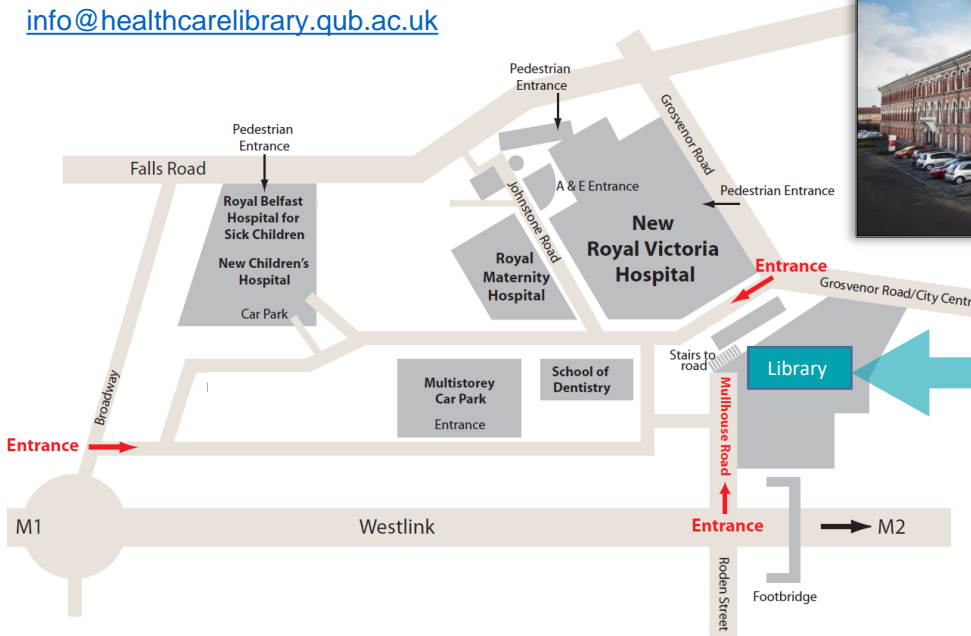 info@healthcarelibrary.qub.ac.uk
Pedestrian
Entrance
Pedestrian
Entrance
Grosvenor Road
Falls Road
Royal Belfast
Hospital for
Sick Children
New Children's
Hospital
Car Park
Johnstone Road
A & E Entrance
Pedestrian Entrance
New
Royal Victoria
Hospital
Royal
Maternity
Hospital
Entrance
Grosvenor Road/City Centr
Stairs to
road
Library
Multistorey
Car Park
Entrance
School of
Dentistry
Mullhouse Road
Broadway
Entrance
M1
Westlink
Entrance
M2
Roden Street
Footbridge